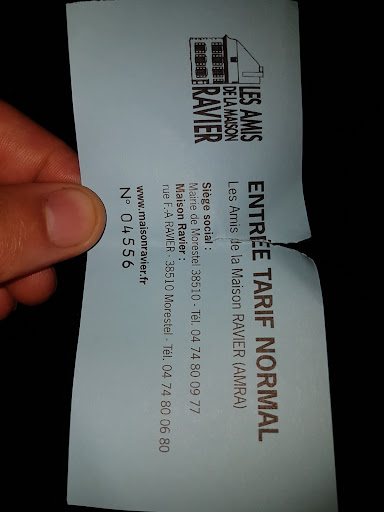 LES AMIS
DE LA MAISON
RAVIER
ENTRÉE TARIF NORMAL
Les Amis de la Maison RAVIER (AMRA)
Siège social :
Mairie de Morestel 38510 - Tél. 04 74 80 09 77
Maison Ravier :
rue F.-A RAVIER - 38510 Morestel - Tél. 04 74 80 06 80
www.maisonravier.fr
N° 04556